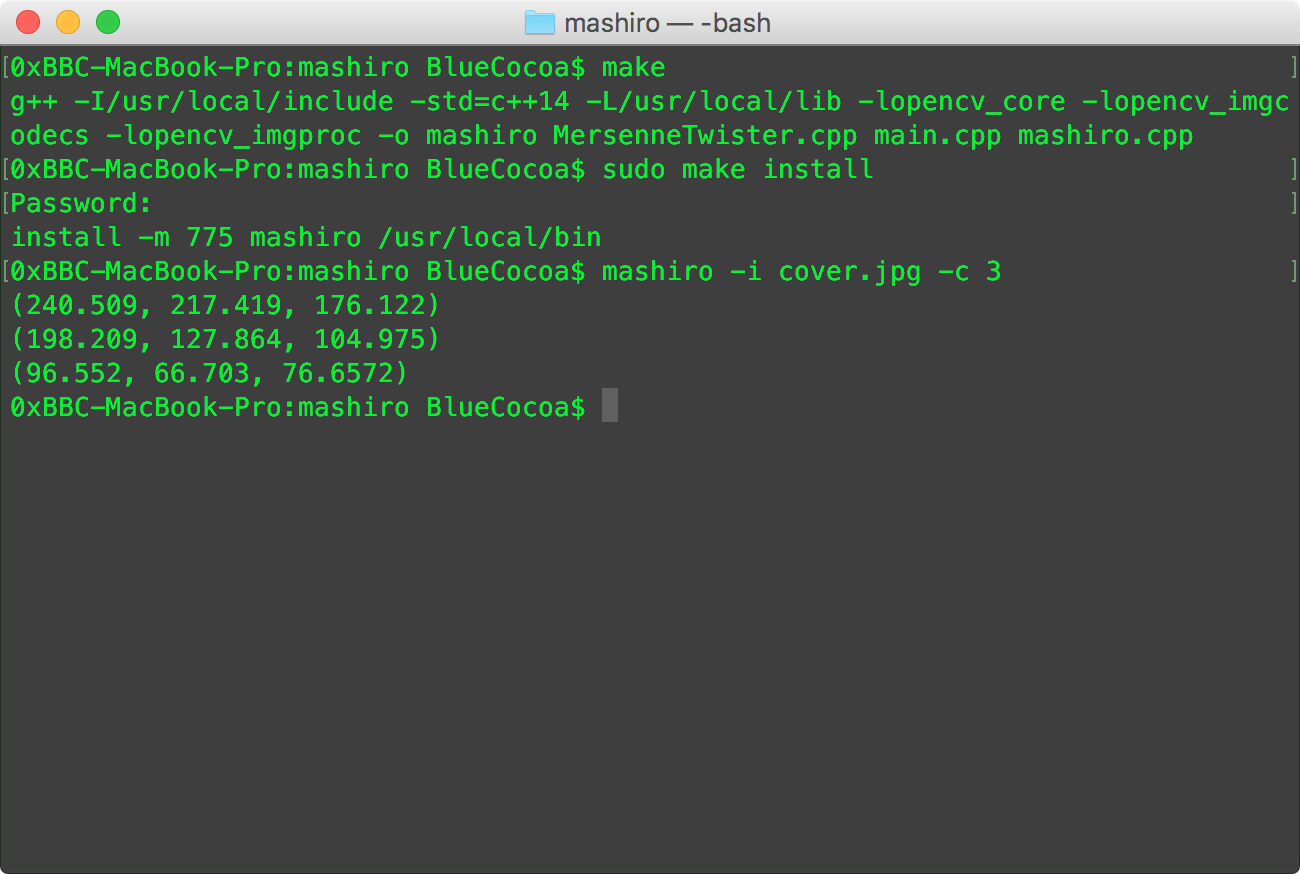 mashiro — -bash
[0xBBC-MacBook-Pro:mashiro BlueCocoa$ make ]
g++ -I/usr/local/include -std=c++14 -L/usr/local/lib -lopencv_core -lopencv_imgc
odecs -lopencv_imgproc -o mashiro MersenneTwister.cpp main.cpp mashiro.cpp
[0xBBC-MacBook-Pro:mashiro BlueCocoa$ sudo make install ]
[Password: ]
install -m 775 mashiro /usr/local/bin
[0xBBC-MacBook-Pro:mashiro BlueCocoa$ mashiro -i cover.jpg -c 3 ]
(240.509, 217.419, 176.122)
(198.209, 127.864, 104.975)
(96.552, 66.703, 76.6572)
0xBBC-MacBook-Pro:mashiro BlueCocoa$